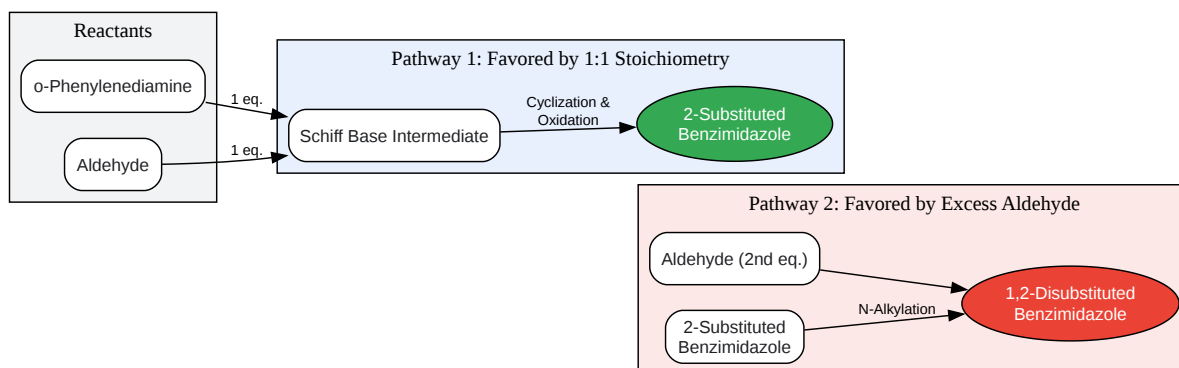 Reactants
o-Phenylenediamine
Aldehyde
1 eq.
1 eq.
Pathway 1: Favored by 1:1 Stoichiometry
Schiff Base Intermediate
Cyclization &
Oxidation
2-Substituted
Benzimidazole
Pathway 2: Favored by Excess Aldehyde
Aldehyde (2nd eq.)
2-Substituted
Benzimidazole
N-Alkylation
1,2-Disubstituted
Benzimidazole